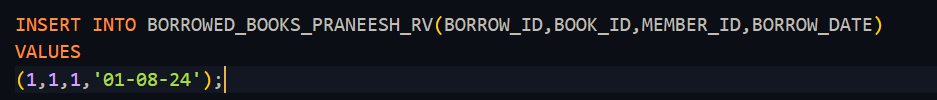 INSERT INTO BORROWED_BOOKS_PRANEESH_RV(BORROW_ID,BOOK_ID,MEMBER_ID,BORROW_DATE)
VALUES
(1,1,1,'01-08-24');